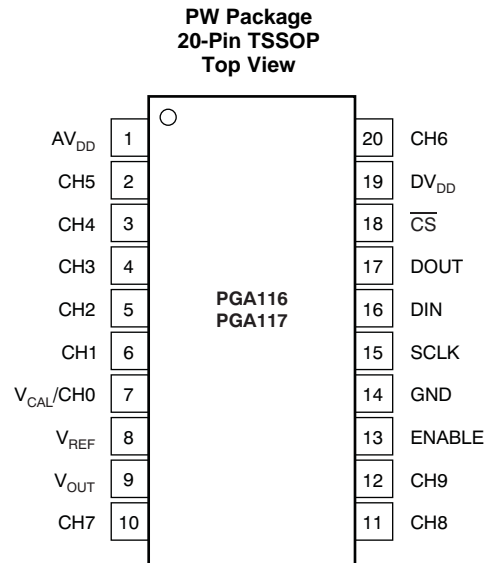 PW Package
20-Pin TSSOP
Top View
AVDD 1 20 CH6
CH5 2 19 DVDD
CH4 3 18 C̅S̅
CH3 4 17 DOUT
CH2 5 PGA116 16 DIN
PGA117
CH1 6 15 SCLK
VCAL/CH0 7 14 GND
VREF 8 13 ENABLE
VOUT 9 12 CH9
CH7 10 11 CH8